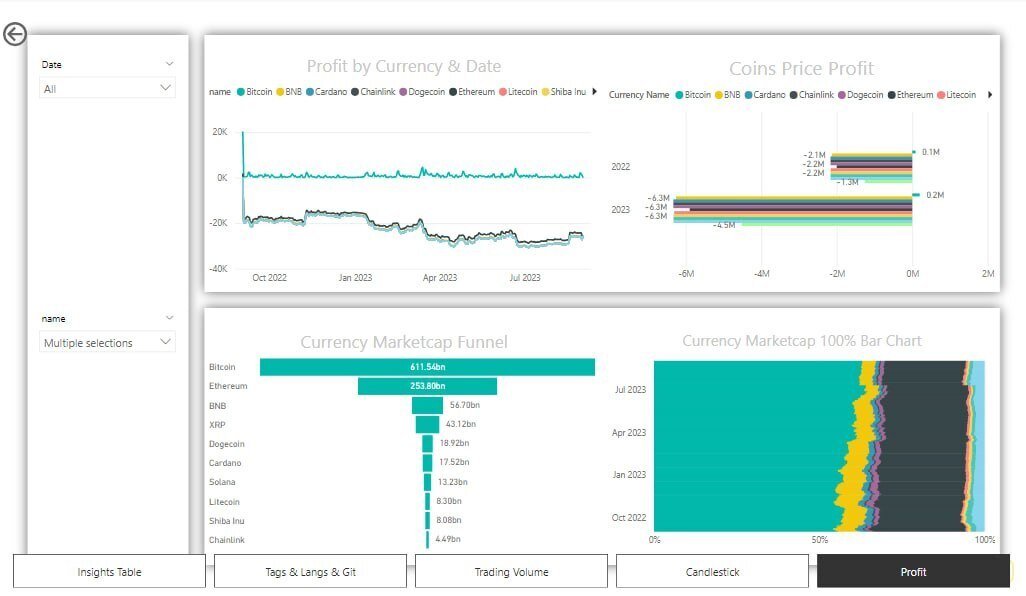 Date
All
name
Multiple selections
Profit by Currency & Date
name Bitcoin BNB Cardano Chainlink Dogecoin Ethereum Litecoin Shiba Inu
20K
0K
-20K
-40K
Oct 2022 Jan 2023 Apr 2023 Jul 2023
Coins Price Profit
Currency Name Bitcoin BNB Cardano Chainlink Dogecoin Ethereum Litecoin
2022
-2.1M
-2.2M
-2.2M
-1.3M
0.1M
2023
-6.3M
-6.3M
-6.3M
-4.5M
0.2M
-6M -4M -2M 0M 2M
Currency Marketcap Funnel
Bitcoin 611.54bn
Ethereum 253.80bn
BNB 56.70bn
XRP 43.12bn
Dogecoin 18.92bn
Cardano 17.52bn
Solana 13.23bn
Litecoin 8.30bn
Shiba Inu 8.08bn
Chainlink 4.49bn
Currency Marketcap 100% Bar Chart
Jul 2023
Apr 2023
Jan 2023
Oct 2022
0% 50% 100%
Insights Table Tags & Langs & Git Trading Volume Candlestick Profit